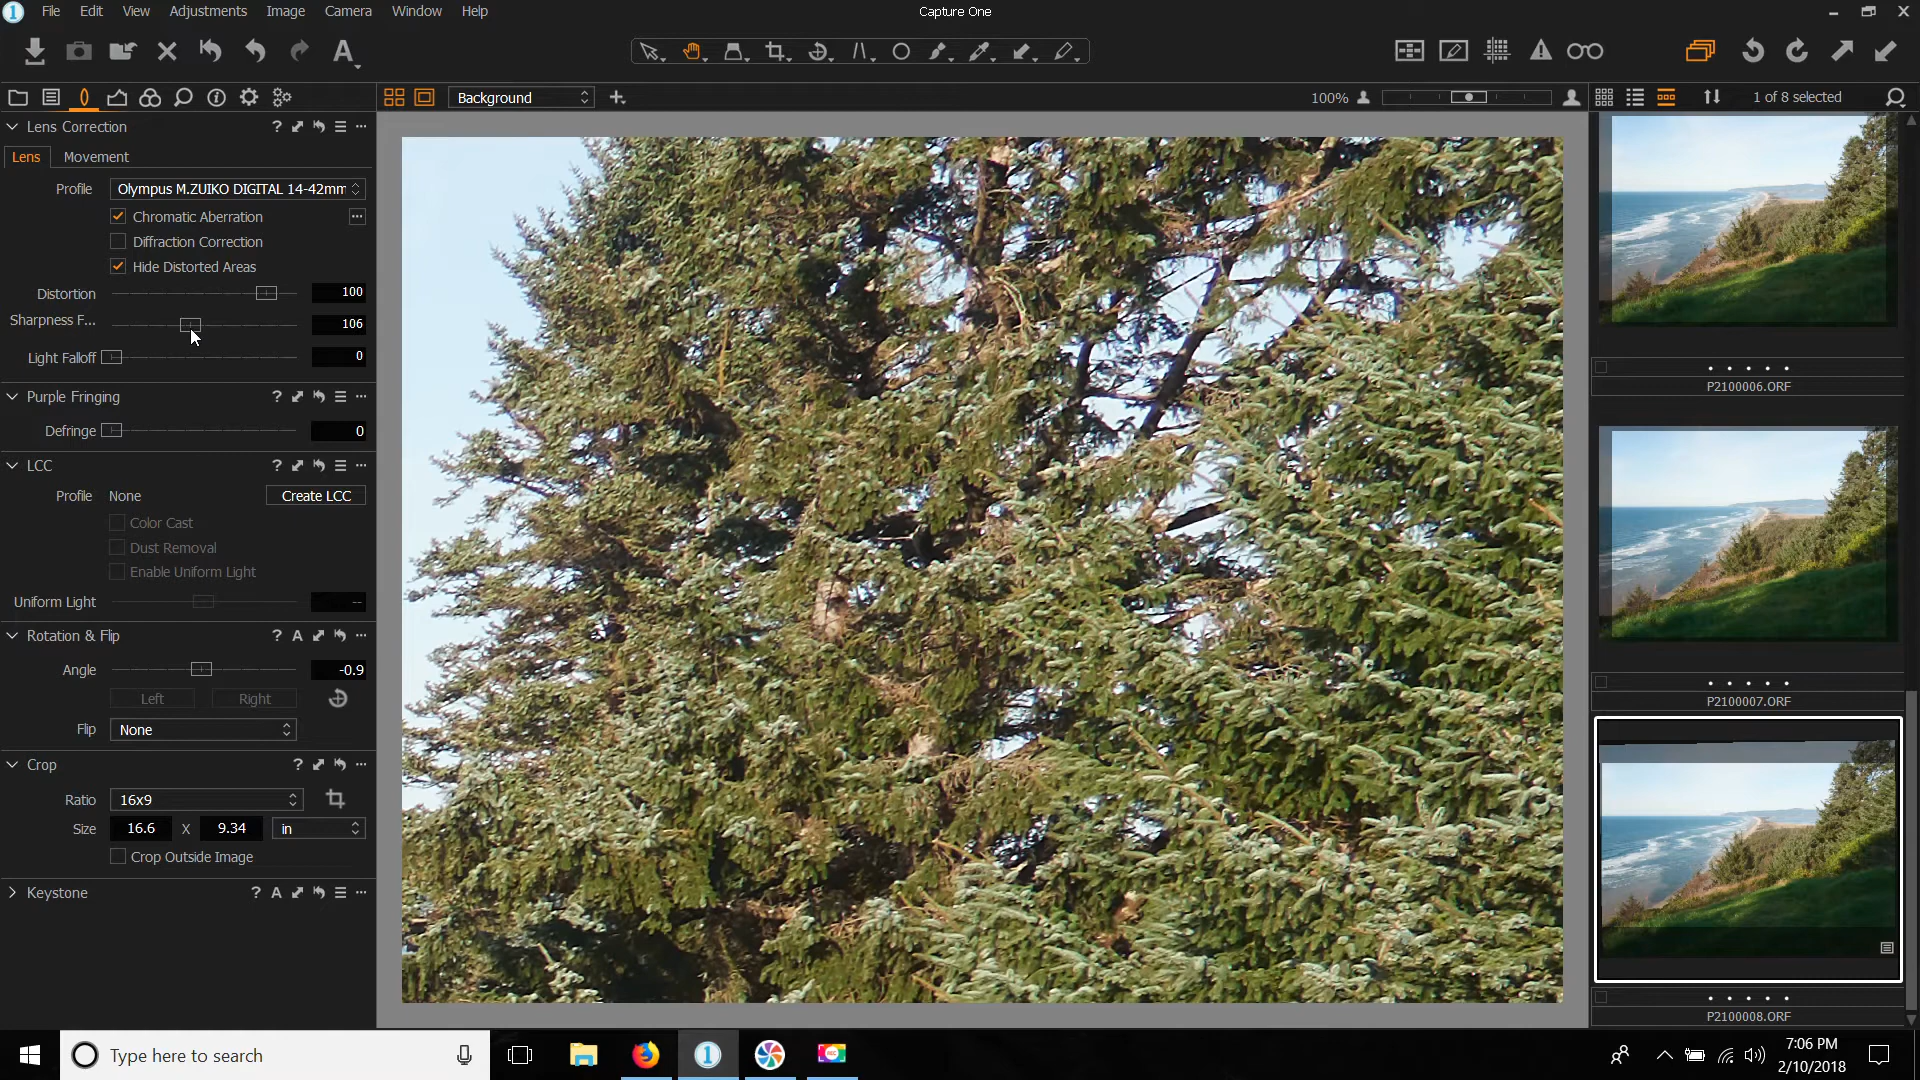 File Edit View Adjustments Image Camera Window Help
Capture One
Background
100%
1 of 8 selected
Lens Correction
Lens Movement
Profile Olympus M.ZUIKO DIGITAL 14-42mm
Chromatic Aberration
Diffraction Correction
Hide Distorted Areas
Distortion 100
Sharpness F... 106
Light Falloff 0
Purple Fringing
Defringe 0
LCC
Profile None Create LCC
Color Cast
Dust Removal
Enable Uniform Light
Uniform Light --
Rotation & Flip
Angle -0.9
Left Right
Flip None
Crop
Ratio 16x9
Size 16.6 X 9.34 in
Crop Outside Image
Keystone
P2100006.ORF
P2100007.ORF
P2100008.ORF
Type here to search
REC
7:06 PM
2/10/2018